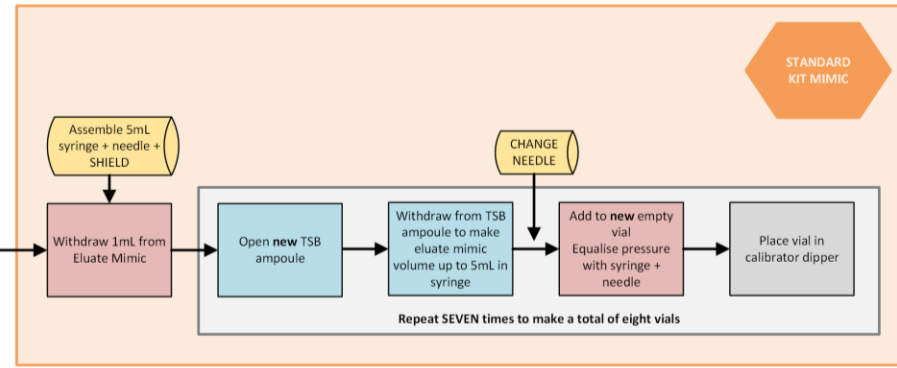 STANDARD
KIT MIMIC
Assemble 5mL
syringe + needle +
SHIELD
CHANGE
NEEDLE
Withdraw 1mL from
Eluate Mimic
Open new TSB
ampoule
Withdraw from TSB
ampoule to make
eluate mimic
volume up to 5mL in
syringe
Add to new empty
vial
Equalise pressure
with syringe +
needle
Place vial in
calibrator dipper
Repeat SEVEN times to make a total of eight vials